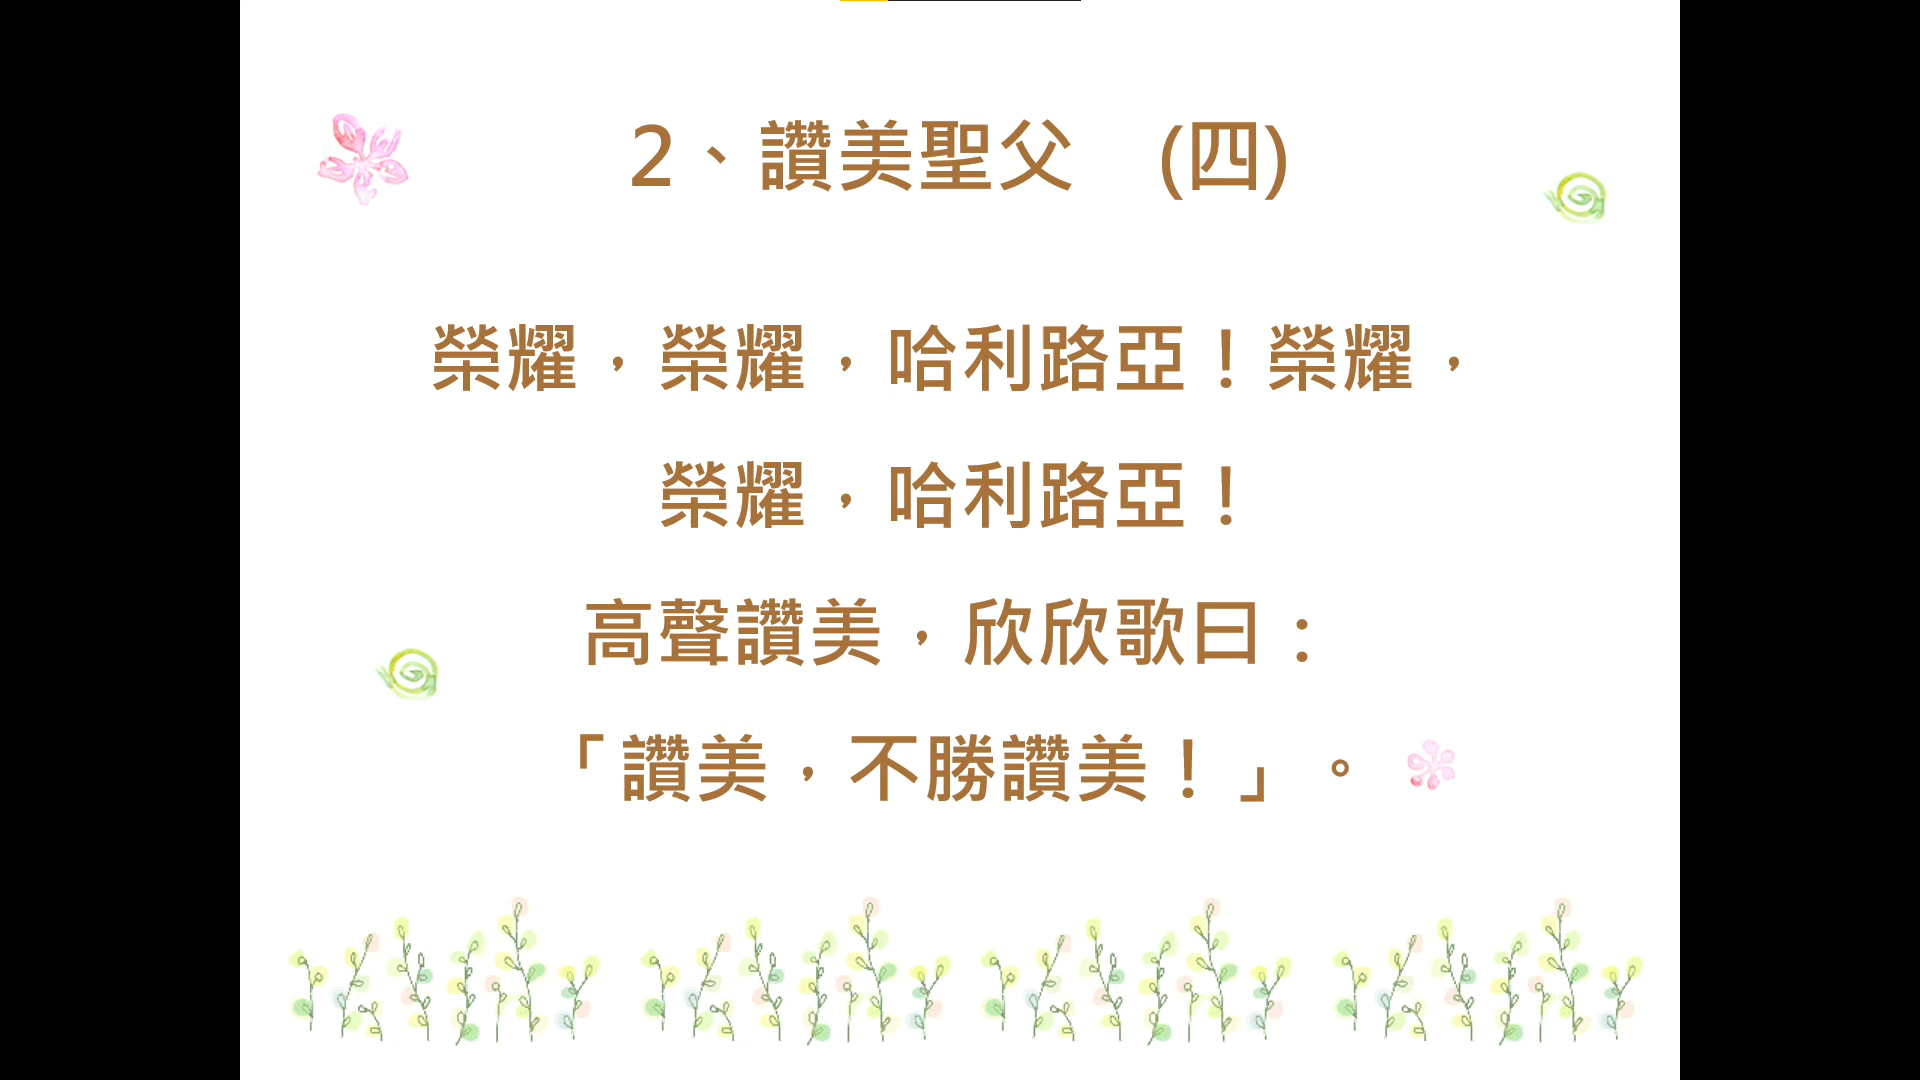 2、讚美聖父　(四)
榮耀，榮耀，哈利路亞！榮耀，
榮耀，哈利路亞！
高聲讚美，欣欣歌曰：
「讚美，不勝讚美！」。